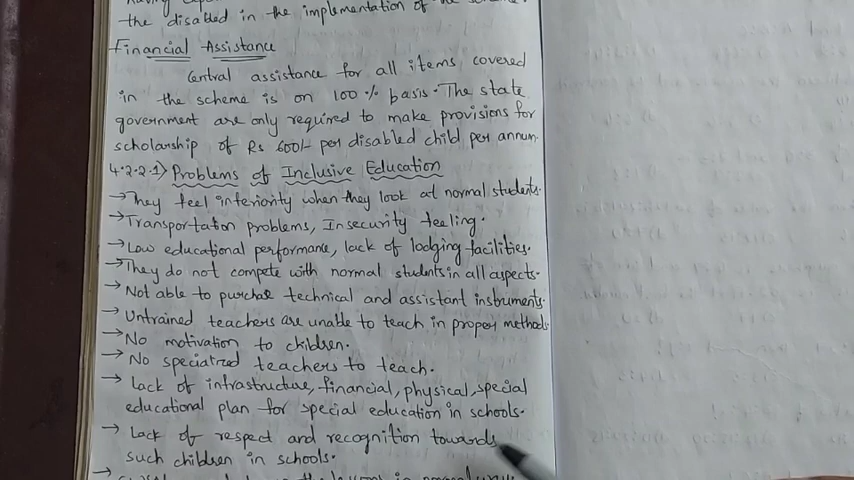 the disabled in the implementation of the
Financial Assistance
Central assistance for all items covered
in the scheme is on 100% basis. The state
government are only required to make provisions for
scholarship of Rs 600/- per disabled child per annum.
4.2.2.1) Problems of Inclusive Education
→ They feel inferiority when they look at normal students.
→ Transportation problems, Insecurity feeling.
→ Low educational performance, lack of lodging facilities.
→ They do not compete with normal students in all aspects.
→ Not able to purchase technical and assistant instruments.
→ Untrained teachers are unable to teach in proper methods.
→ No motivation to children.
→ No specialized teachers to teach.
→ Lack of infrastructure, financial, physical, special
educational plan for special education in schools.
→ Lack of respect and recognition towards
such children in schools.